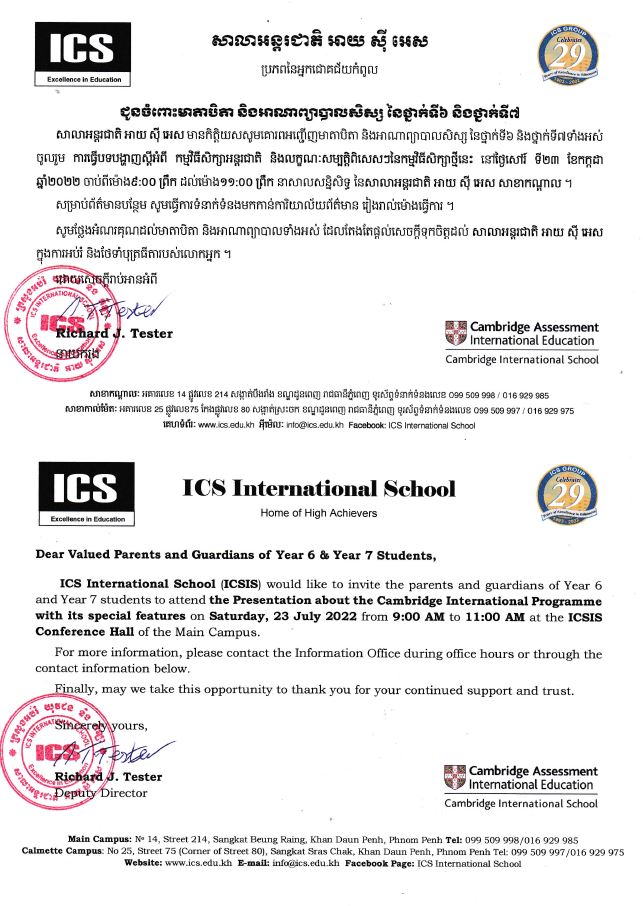 ICS
Excellence in Education
សាលាអន្តរជាតិ អាយ ស៊ី អេស
ប្រភពនៃអ្នកជោគជ័យកំពូល
ICS GROUP
Celebrates
29
Years of Excellence in Education
1993 - 2022
ជូនចំពោះមាតាបិតា និងអាណាព្យាបាលសិស្ស នៃថ្នាក់ទី៦ និងថ្នាក់ទី៧
សាលាអន្តរជាតិ អាយ ស៊ី អេស មានកិត្តិយសសូមគោរពអញ្ជើញមាតាបិតា និងអាណាព្យាបាលសិស្ស នៃថ្នាក់ទី៦ និងថ្នាក់ទី៧ទាំងអស់
ចូលរួម ការធ្វើបទបង្ហាញស្តីអំពី កម្មវិធីសិក្សាអន្តរជាតិ និងលក្ខណៈសម្បត្តិពិសេសៗនៃកម្មវិធីសិក្សាថ្មីនេះ នៅថ្ងៃសៅរ៍ ទី២៣ ខែកក្កដា
ឆ្នាំ២០២២ ចាប់ពីម៉ោង៩:០០ ព្រឹក ដល់ម៉ោង១១:០០ ព្រឹក នាសាលសន្និសិទ នៃសាលាអន្តរជាតិ អាយ ស៊ី អេស សាខាកណ្តាល ។
សម្រាប់ព័ត៌មានបន្ថែម សូមធ្វើការទំនាក់ទំនងមកកាន់ការិយាល័យព័ត៌មាន រៀងរាល់ម៉ោងធ្វើការ ។
សូមថ្លែងអំណរគុណដល់មាតាបិតា និងអាណាព្យាបាលទាំងអស់ ដែលតែងតែផ្តល់សេចក្តីទុកចិត្តដល់ សាលាអន្តរជាតិ អាយ ស៊ី អេស
ក្នុងការអប់រំ និងថែទាំបុត្រធីតារបស់លោកអ្នក ។
ដោយសេចក្តីរាប់អានអំពី
Richard J. Tester
នាយករង
ICS INTERNATIONAL SCHOOL
ICS
Excellence in Education
Cambridge Assessment
International Education
Cambridge International School
សាខាកណ្តាល: អគារលេខ 14 ផ្លូវលេខ 214 សង្កាត់បឹងរាំង ខណ្ឌដូនពេញ រាជធានីភ្នំពេញ ទូរស័ព្ទទំនាក់ទំនងលេខ 099 509 998 / 016 929 985
សាខាកាល់ម៉ែត: អគារលេខ 25 ផ្លូវលេខ75 កែងផ្លូវលេខ 80 សង្កាត់ស្រះចក ខណ្ឌដូនពេញ រាជធានីភ្នំពេញ ទូរស័ព្ទទំនាក់ទំនងលេខ 099 509 997 / 016 929 975
គេហទំព័រ: www.ics.edu.kh អ៊ីម៉ែល: info@ics.edu.kh Facebook: ICS International School
ICS
Excellence in Education
ICS International School
Home of High Achievers
ICS GROUP
Celebrates
29
Years of Excellence in Education
1993 - 2022
Dear Valued Parents and Guardians of Year 6 & Year 7 Students,
ICS International School (ICSIS) would like to invite the parents and guardians of Year 6
and Year 7 students to attend the Presentation about the Cambridge International Programme
with its special features on Saturday, 23 July 2022 from 9:00 AM to 11:00 AM at the ICSIS
Conference Hall of the Main Campus.
For more information, please contact the Information Office during office hours or through the
contact information below.
Finally, may we take this opportunity to thank you for your continued support and trust.
Sincerely yours,
Richard J. Tester
Deputy Director
ICS INTERNATIONAL SCHOOL
ICS
Excellence in Education
Cambridge Assessment
International Education
Cambridge International School
Main Campus: Nº 14, Street 214, Sangkat Beung Raing, Khan Daun Penh, Phnom Penh Tel: 099 509 998/016 929 985
Calmette Campus: No 25, Street 75 (Corner of Street 80), Sangkat Sras Chak, Khan Daun Penh, Phnom Penh Tel: 099 509 997/016 929 975
Website: www.ics.edu.kh E-mail: info@ics.edu.kh Facebook Page: ICS International School